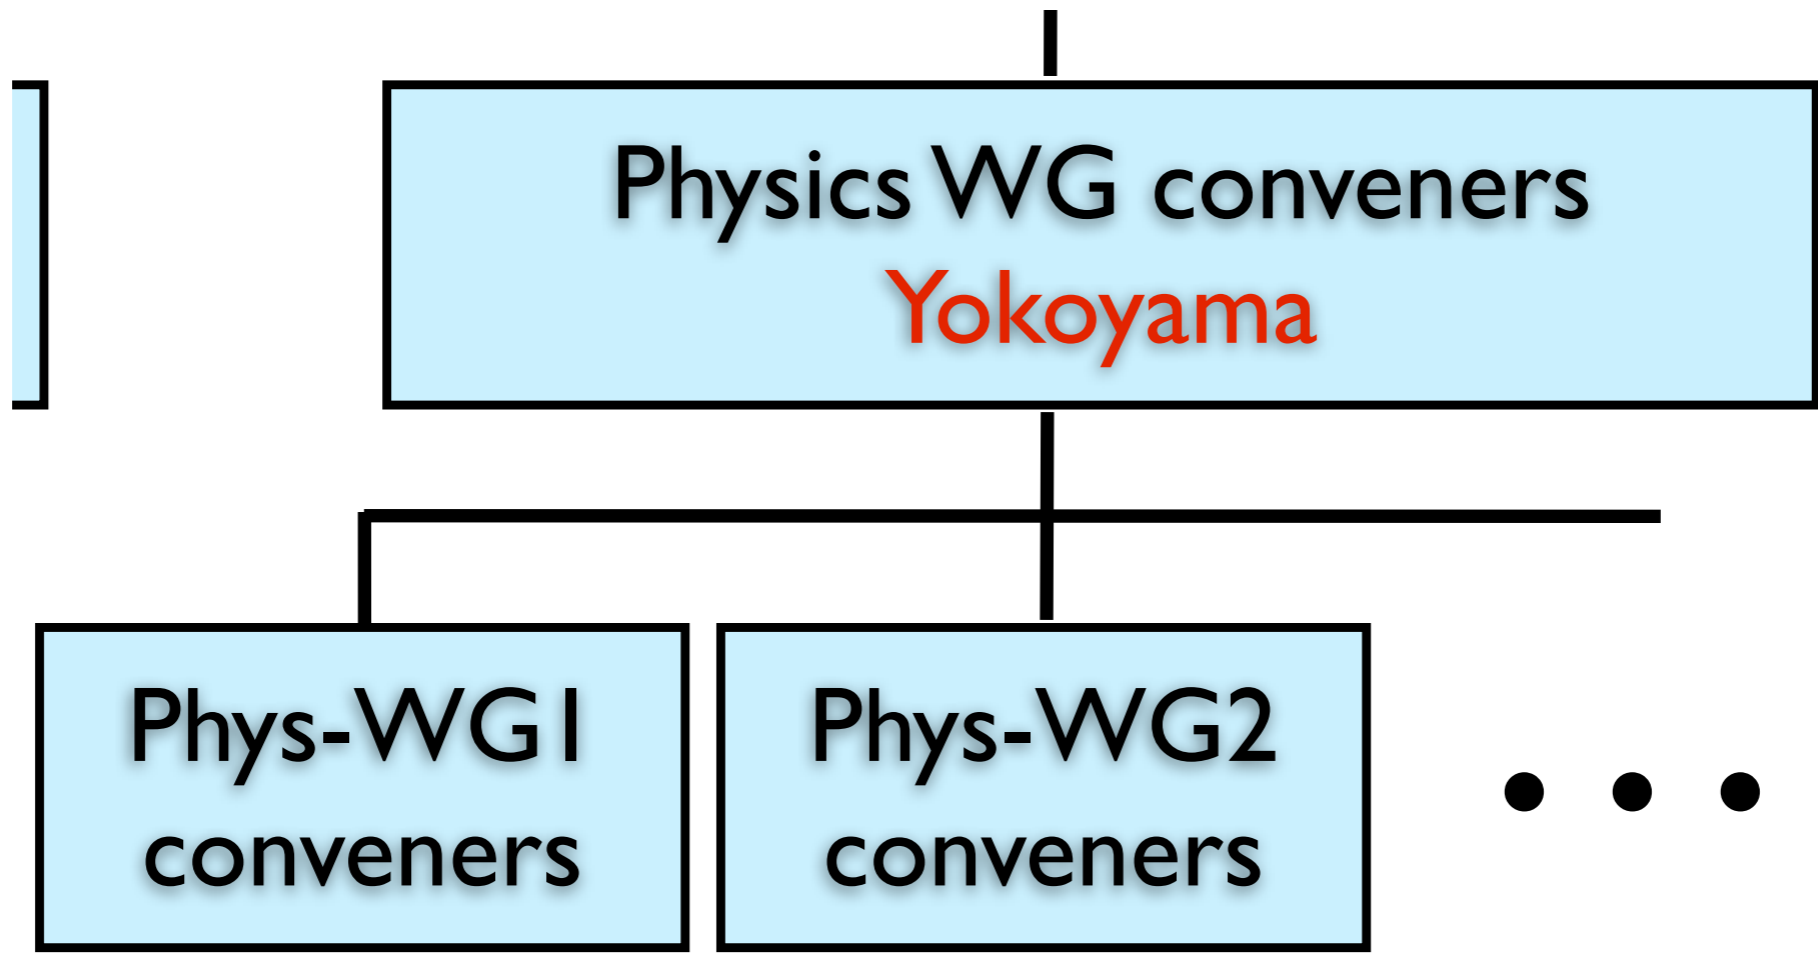 Physics WG conveners
Yokoyama
Phys-WG1
conveners
Phys-WG2
conveners
• • •